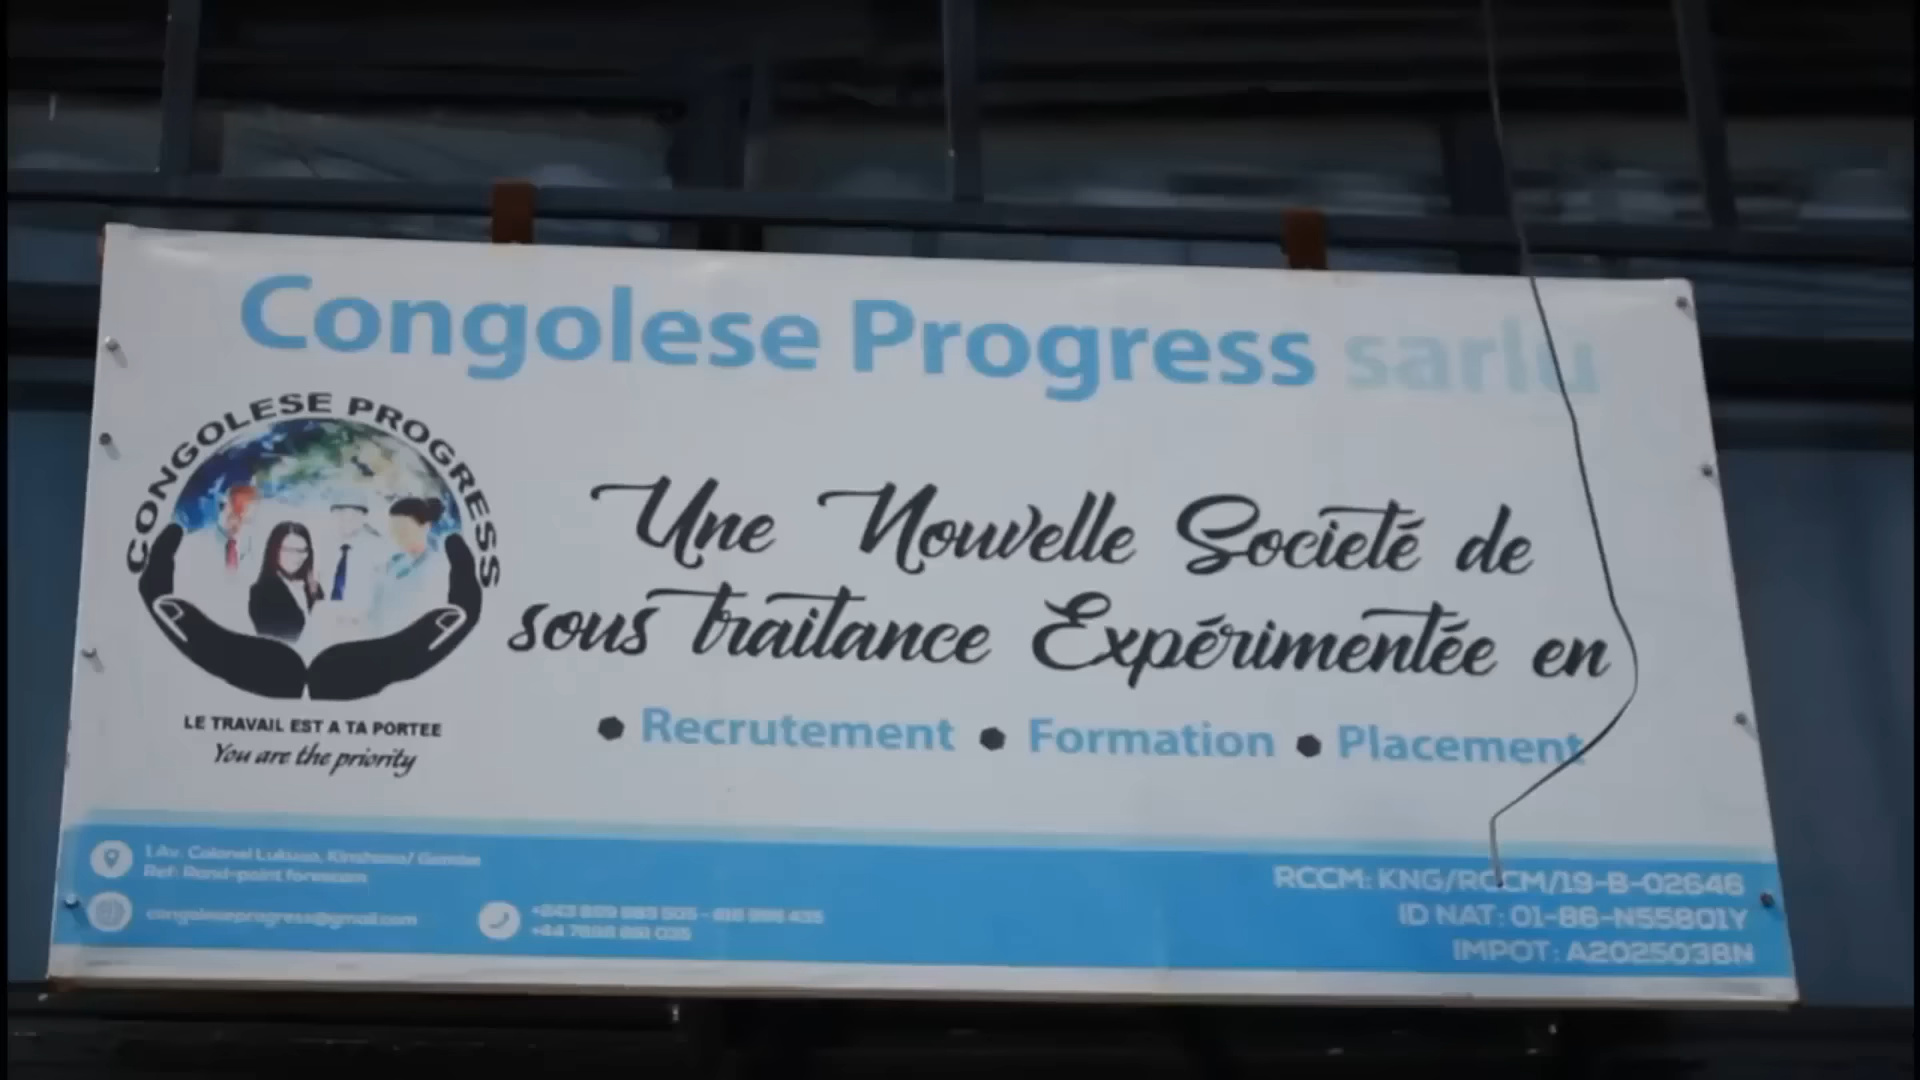 Congolese Progress sarlu
CONGOLESE PROGRESS
Une Nouvelle Societé de
sous traitance Expérimentée en
• Recrutement • Formation • Placement
LE TRAVAIL EST A TA PORTEE
You are the priority
1.Av. Colonel Lukusa, Kinshasa/ Gombe
Ref: Rond-point forescom
congoleseprogress@gmail.com
RCCM: KNG/RCCM/19-B-02646
ID NAT: 01-86-N55801Y
IMPOT: A2025038N